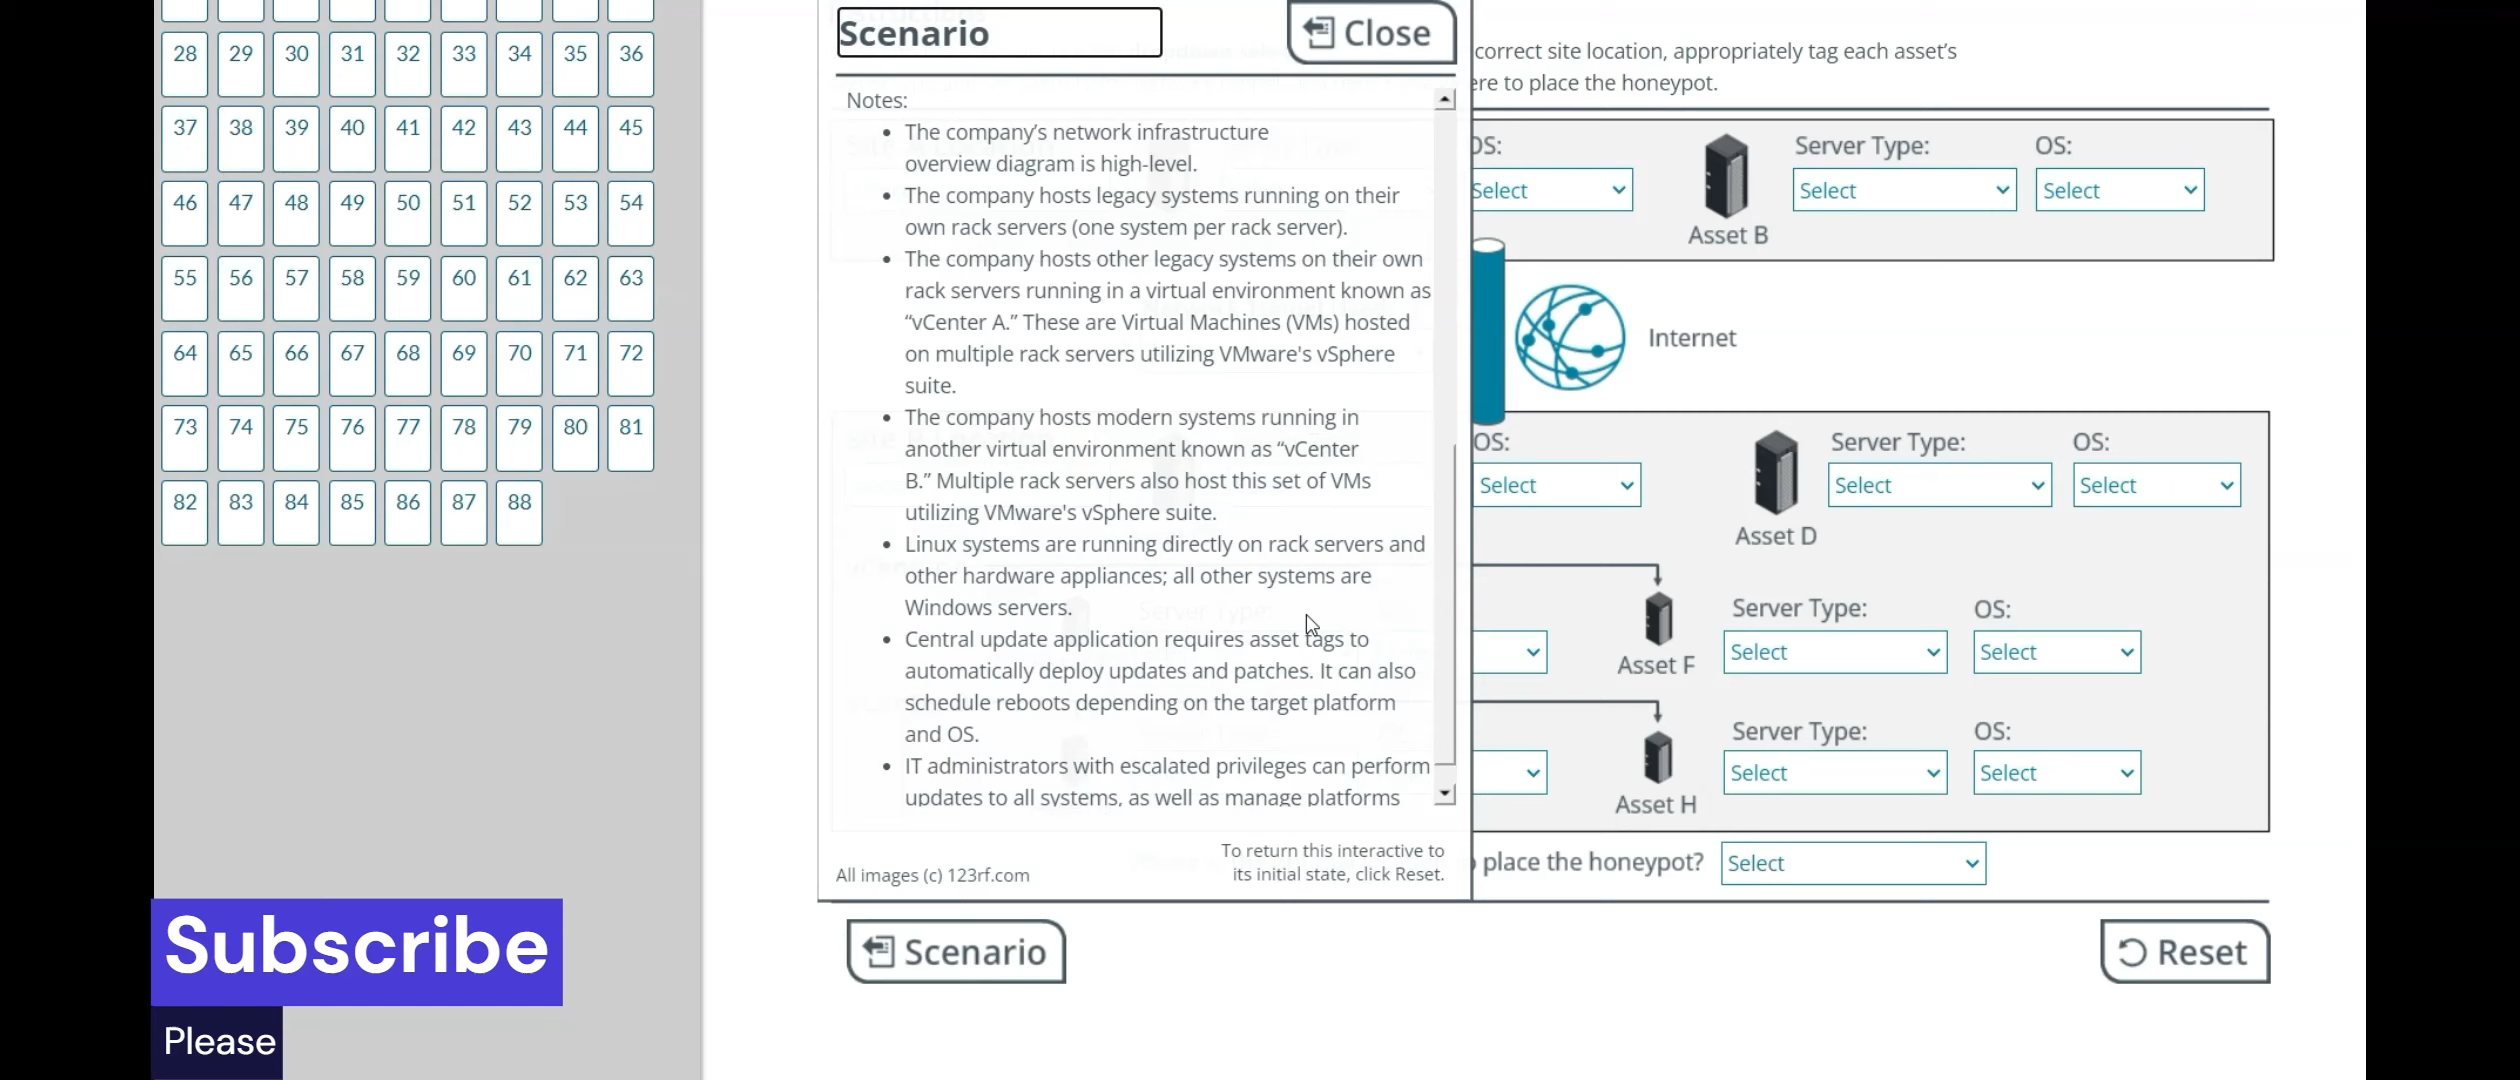 28 29 30 31 32 33 34 35 36
37 38 39 40 41 42 43 44 45
46 47 48 49 50 51 52 53 54
55 56 57 58 59 60 61 62 63
64 65 66 67 68 69 70 71 72
73 74 75 76 77 78 79 80 81
82 83 84 85 86 87 88
Subscribe
Please
Scenario
Close
Notes:
• The company's network infrastructure
overview diagram is high-level.
• The company hosts legacy systems running on their
own rack servers (one system per rack server).
• The company hosts other legacy systems on their own
rack servers running in a virtual environment known as
“vCenter A.” These are Virtual Machines (VMs) hosted
on multiple rack servers utilizing VMware's vSphere
suite.
• The company hosts modern systems running in
another virtual environment known as “vCenter
B.” Multiple rack servers also host this set of VMs
utilizing VMware's vSphere suite.
• Linux systems are running directly on rack servers and
other hardware appliances; all other systems are
Windows servers.
• Central update application requires asset tags to
automatically deploy updates and patches. It can also
schedule reboots depending on the target platform
and OS.
• IT administrators with escalated privileges can perform
updates to all systems, as well as manage platforms
All images (c) 123rf.com
To return this interactive to
its initial state, click Reset.
correct site location, appropriately tag each asset’s
ere to place the honeypot.
OS:
Select
Asset B
Server Type:
Select
OS:
Select
Internet
OS:
Select
Asset D
Server Type:
Select
OS:
Select
Asset F
Server Type:
Select
OS:
Select
Asset H
Server Type:
Select
OS:
Select
place the honeypot?
Select
Scenario
Reset